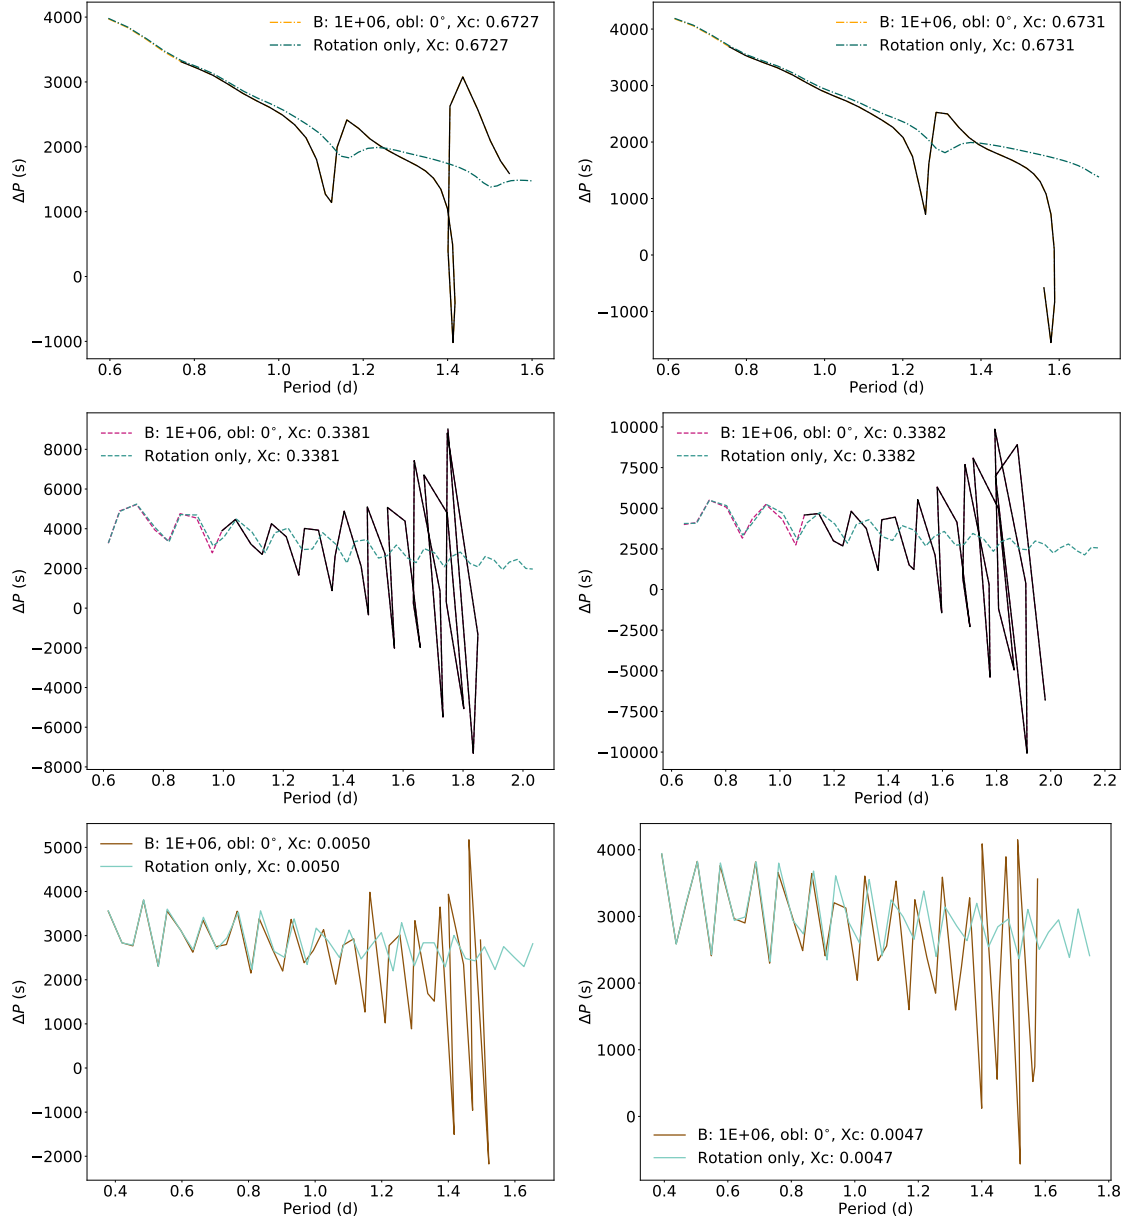 B: 1E+06, obl: 0°, Xc: 0.6727
Rotation only, Xc: 0.6727
4000
3000
2000
1000
0
−1000
ΔP (s)
0.6 0.8 1.0 1.2 1.4 1.6
Period (d)
B: 1E+06, obl: 0°, Xc: 0.6731
Rotation only, Xc: 0.6731
4000
3000
2000
1000
0
−1000
ΔP (s)
0.6 0.8 1.0 1.2 1.4 1.6
Period (d)
B: 1E+06, obl: 0°, Xc: 0.3381
Rotation only, Xc: 0.3381
8000
6000
4000
2000
0
−2000
−4000
−6000
−8000
ΔP (s)
0.6 0.8 1.0 1.2 1.4 1.6 1.8 2.0
Period (d)
B: 1E+06, obl: 0°, Xc: 0.3382
Rotation only, Xc: 0.3382
10000
7500
5000
2500
0
−2500
−5000
−7500
−10000
ΔP (s)
0.6 0.8 1.0 1.2 1.4 1.6 1.8 2.0 2.2
Period (d)
B: 1E+06, obl: 0°, Xc: 0.0050
Rotation only, Xc: 0.0050
5000
4000
3000
2000
1000
0
−1000
−2000
ΔP (s)
0.4 0.6 0.8 1.0 1.2 1.4 1.6
Period (d)
4000
3000
2000
1000
0
ΔP (s)
B: 1E+06, obl: 0°, Xc: 0.0047
Rotation only, Xc: 0.0047
0.4 0.6 0.8 1.0 1.2 1.4 1.6 1.8
Period (d)